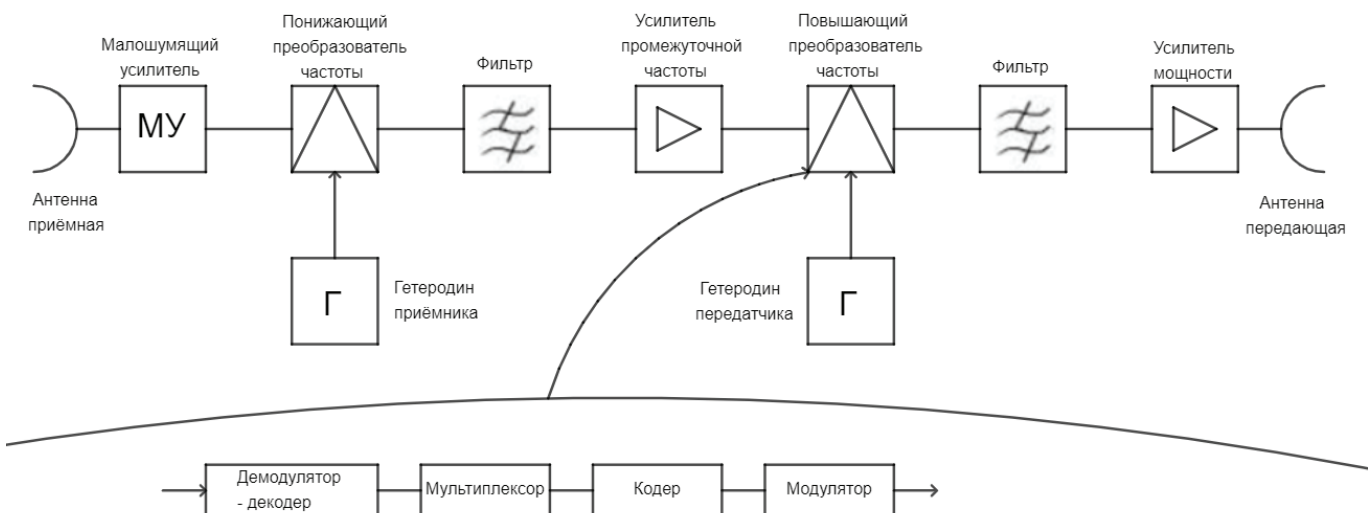 Малошумящий
усилитель
Понижающий
преобразователь
частоты
Фильтр
Усилитель
промежуточной
частоты
Повышающий
преобразователь
частоты
Фильтр
Усилитель
мощности
МУ
Антенна
приёмная
Антенна
передающая
Г
Гетеродин
приёмника
Гетеродин
передатчика
Г
Демодулятор
- декодер
Мультиплексор
Кодер
Модулятор